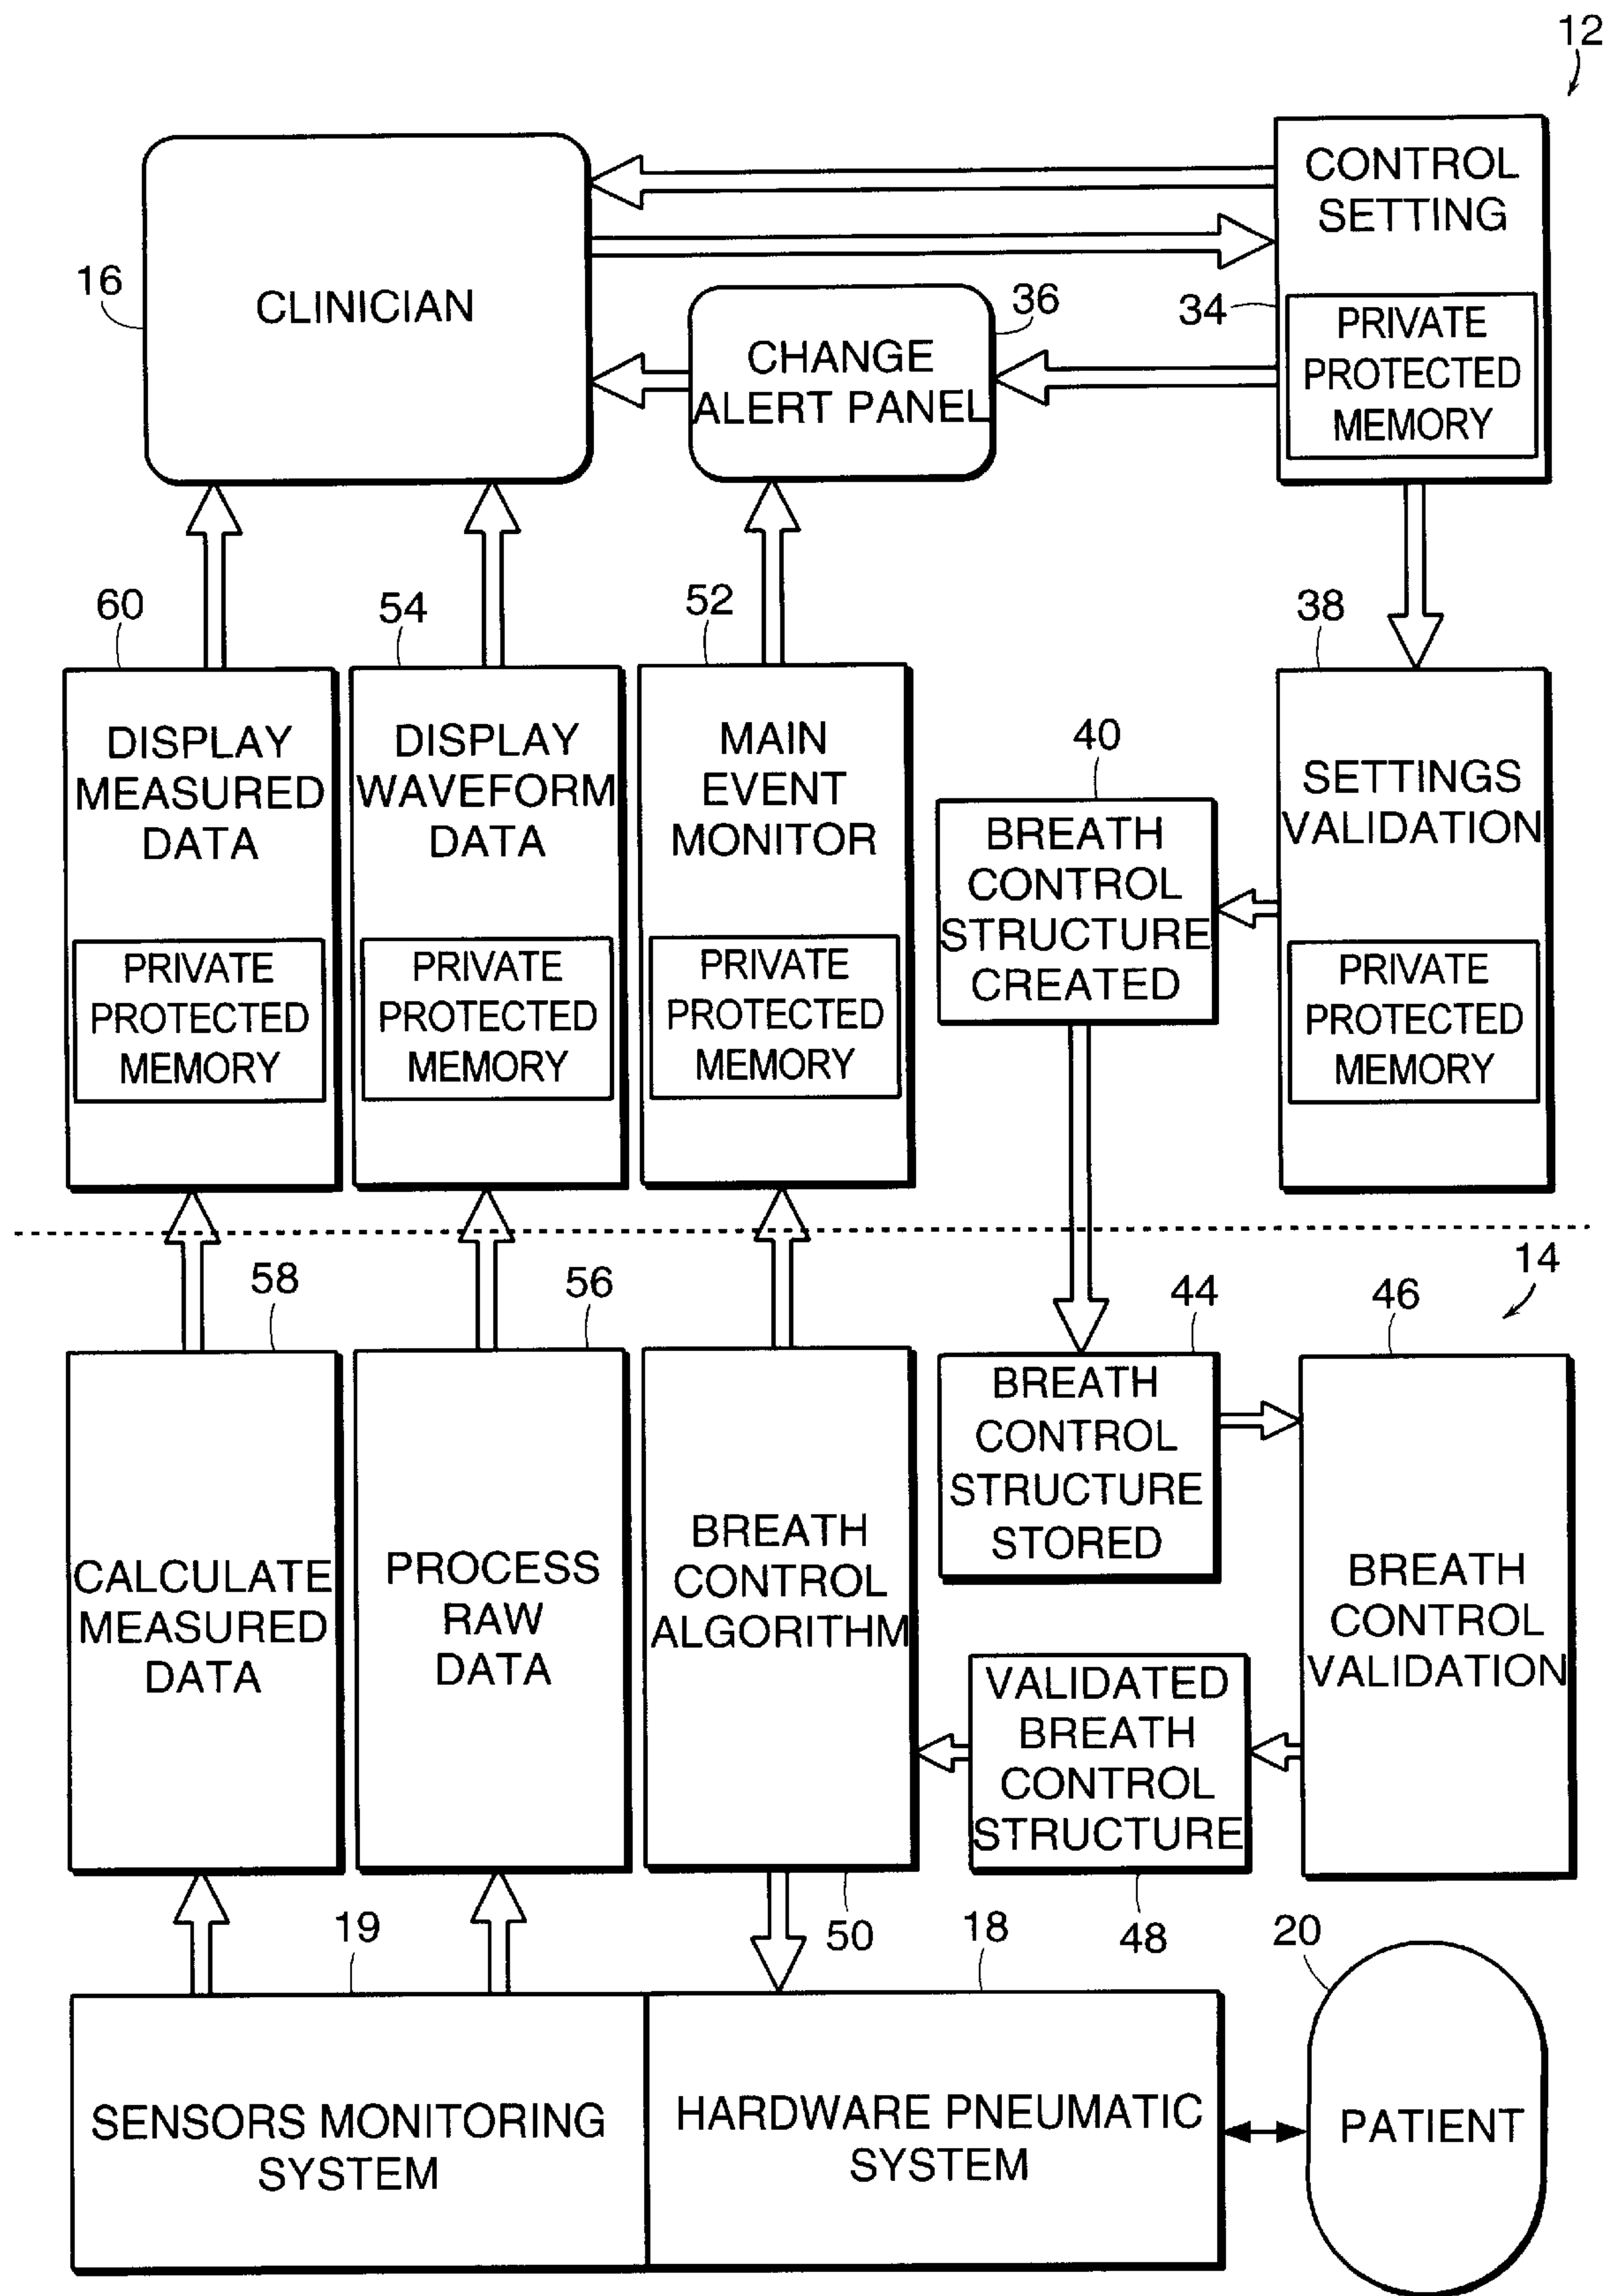 12
CONTROL
SETTING
16
CLINICIAN
34
PRIVATE
PROTECTED
MEMORY
36
CHANGE
ALERT PANEL
60
DISPLAY
MEASURED
DATA
PRIVATE
PROTECTED
MEMORY
54
DISPLAY
WAVEFORM
DATA
PRIVATE
PROTECTED
MEMORY
52
MAIN
EVENT
MONITOR
PRIVATE
PROTECTED
MEMORY
40
BREATH
CONTROL
STRUCTURE
CREATED
38
SETTINGS
VALIDATION
PRIVATE
PROTECTED
MEMORY
14
58
CALCULATE
MEASURED
DATA
56
PROCESS
RAW
DATA
BREATH
CONTROL
ALGORITHM
50
44
BREATH
CONTROL
STRUCTURE
STORED
46
BREATH
CONTROL
VALIDATION
VALIDATED
BREATH
CONTROL
STRUCTURE
48
19
SENSORS MONITORING
SYSTEM
18
HARDWARE PNEUMATIC
SYSTEM
20
PATIENT